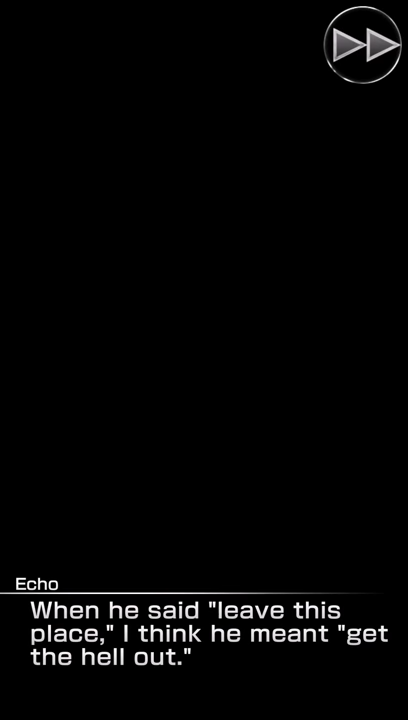 Echo
When he said "leave this
place," I think he meant "get
the hell out."